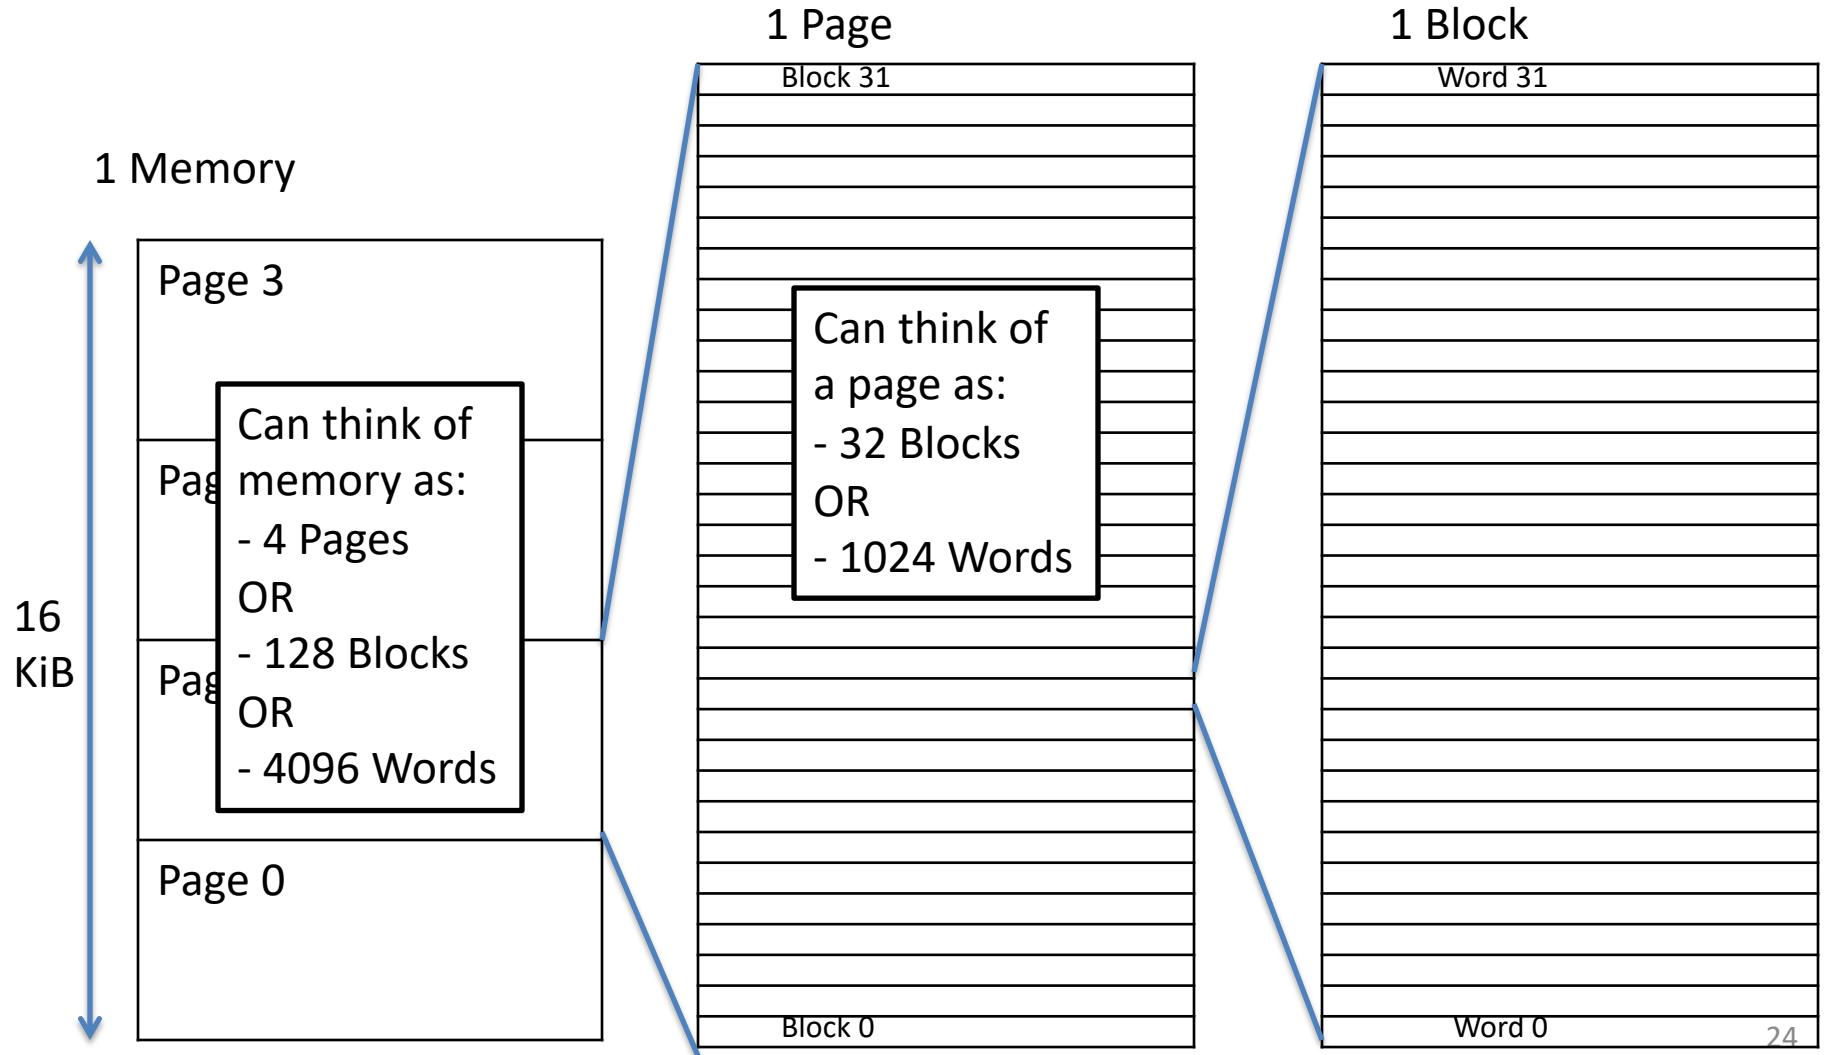 1 Memory
16
KiB
Page 3
Pag
Pag
Page 0
Can think of
memory as:
- 4 Pages
OR
- 128 Blocks
OR
- 4096 Words
1 Page
Block 31
Can think of
a page as:
- 32 Blocks
OR
- 1024 Words
Block 0
1 Block
Word 31
Word 0
24